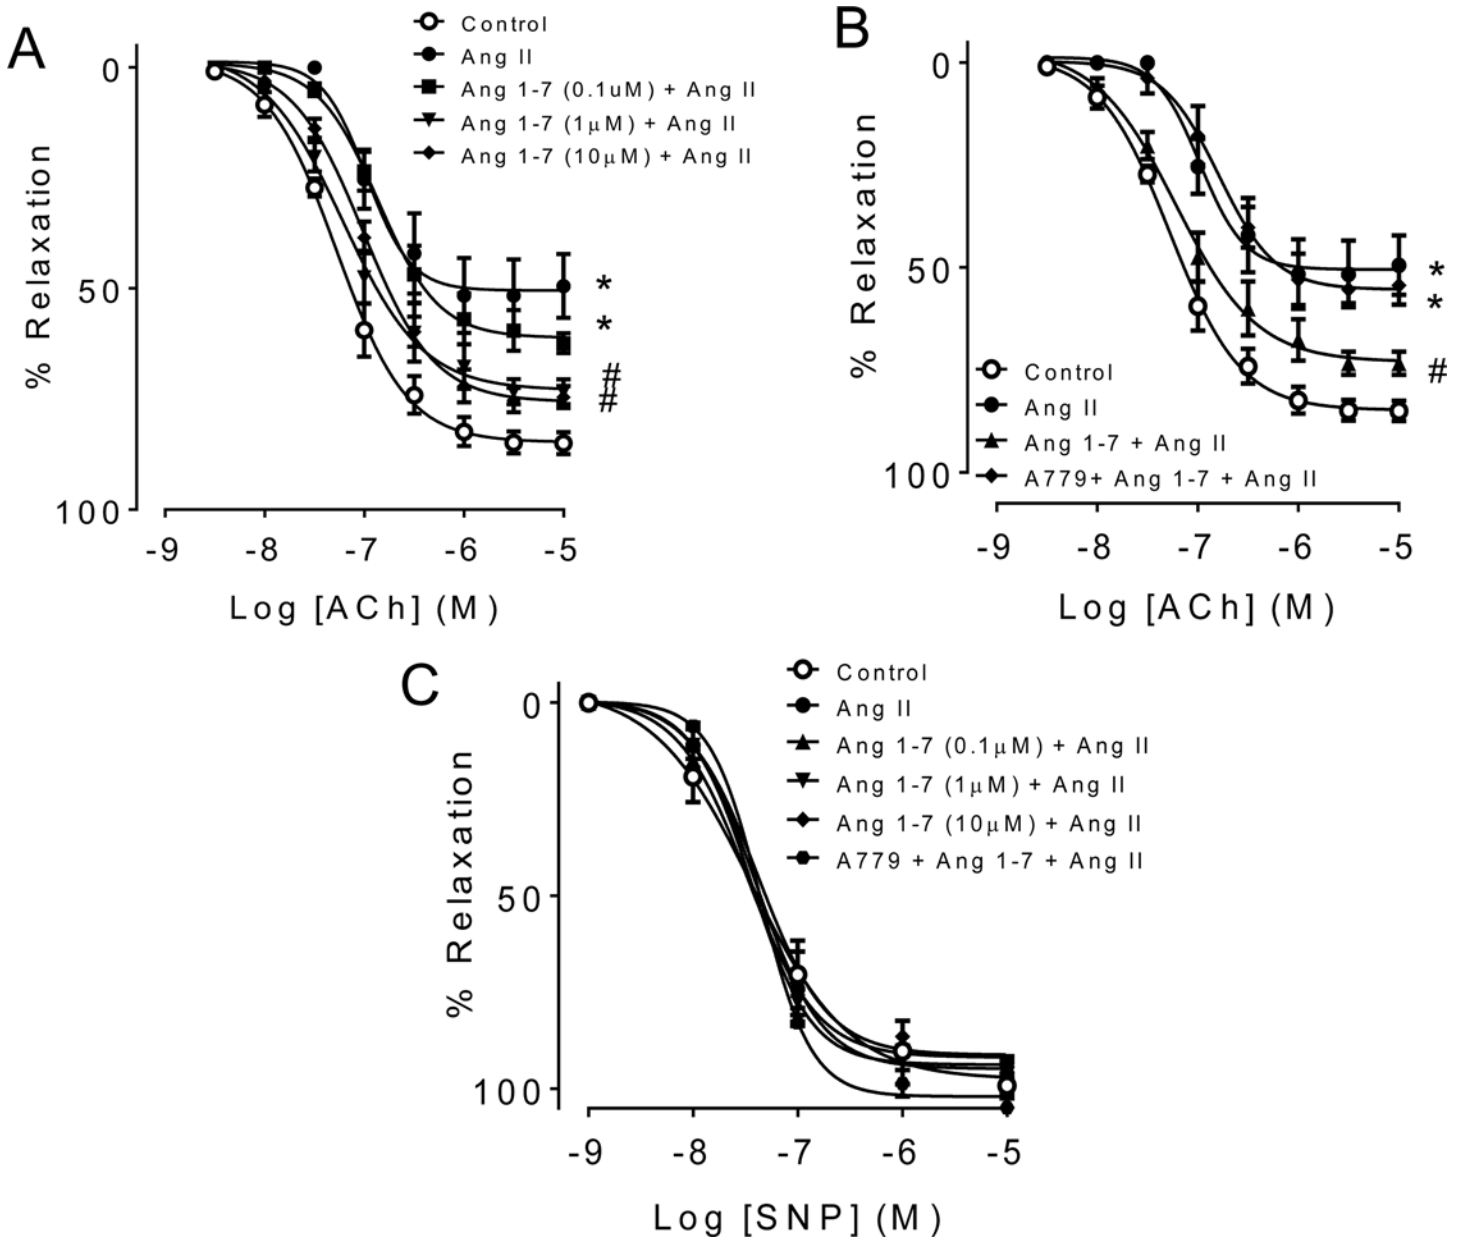 A
Control
Ang II
Ang 1-7 (0.1uM) + Ang II
Ang 1-7 (1μM) + Ang II
Ang 1-7 (10μM) + Ang II
0
50
100
% Relaxation
*
*
#
#
-9 -8 -7 -6 -5
Log [ACh] (M)
B
0
50
100
% Relaxation
*
*
#
Control
Ang II
Ang 1-7 + Ang II
A779+ Ang 1-7 + Ang II
-9 -8 -7 -6 -5
Log [ACh] (M)
C
Control
Ang II
Ang 1-7 (0.1μM) + Ang II
Ang 1-7 (1μM) + Ang II
Ang 1-7 (10μM) + Ang II
A779 + Ang 1-7 + Ang II
0
50
100
% Relaxation
-9 -8 -7 -6 -5
Log [SNP] (M)